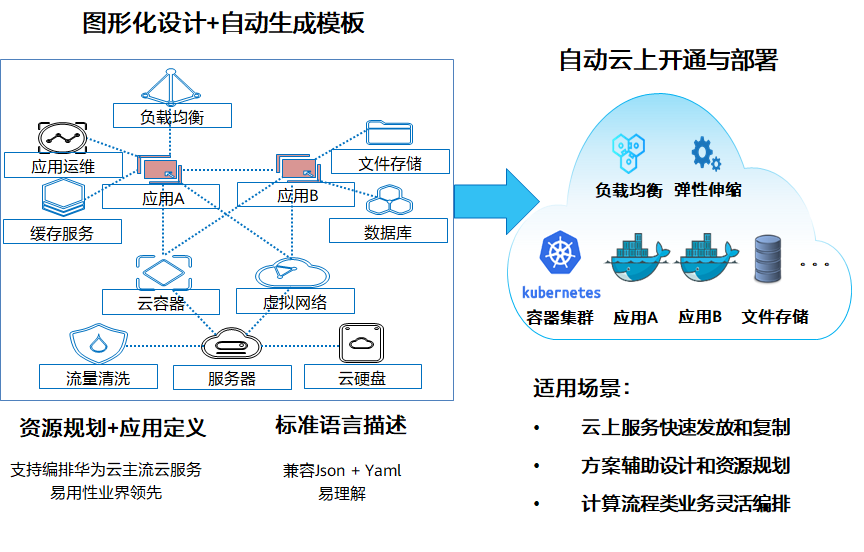 图形化设计+自动生成模板
负载均衡
应用运维
文件存储
应用A
应用B
缓存服务
数据库
云容器
虚拟网络
流量清洗
服务器
云硬盘
资源规划+应用定义
支持编排华为云主流云服务
易用性业界领先
标准语言描述
兼容Json + Yaml
易理解
自动云上开通与部署
负载均衡
弹性伸缩
kubernetes
容器集群
应用A
应用B
文件存储
...
适用场景：
• 云上服务快速发放和复制
• 方案辅助设计和资源规划
• 计算流程类业务灵活编排